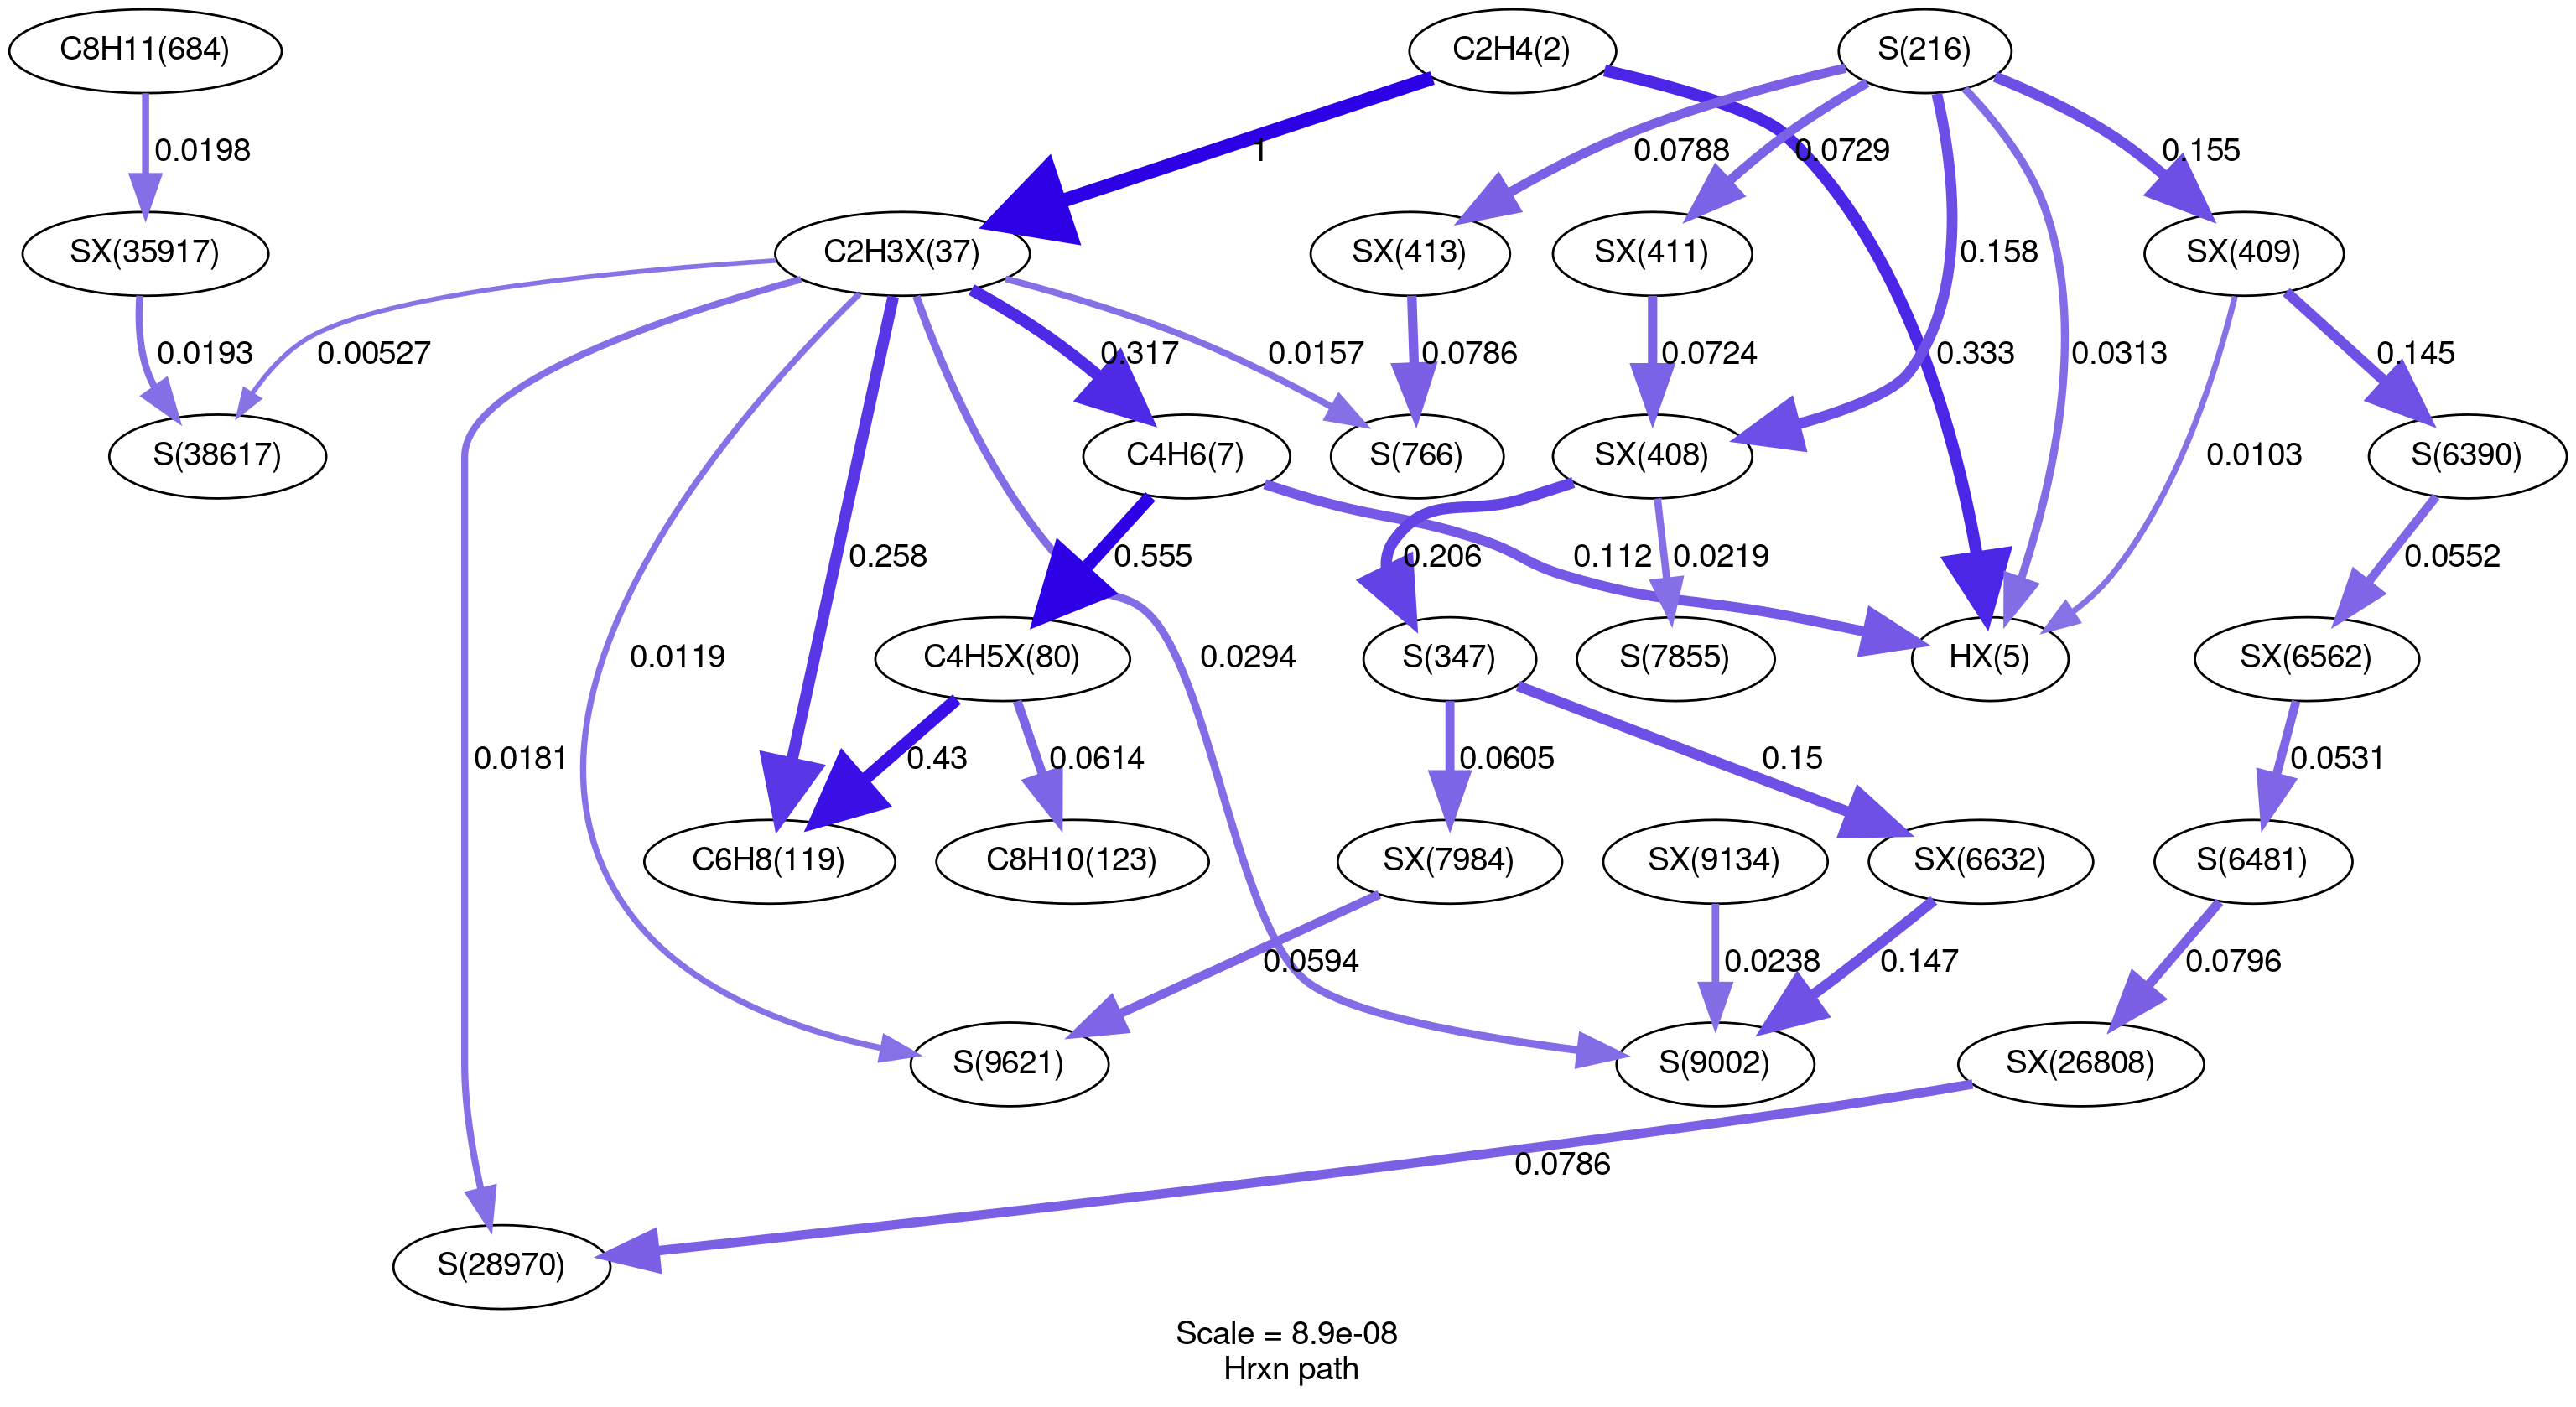 C8H11(684)
C2H4(2)
S(216)
0.0198
1
0.0788
0.0729
0.155
SX(35917)
C2H3X(37)
SX(413)
SX(411)
0.158
SX(409)
0.0193
0.00527
0.317
0.0157
0.0786
0.0724
0.333
0.0313
0.145
S(38617)
C4H6(7)
S(766)
SX(408)
0.0103
S(6390)
0.258
0.555
0.206
0.112
0.0219
0.0552
0.0119
C4H5X(80)
0.0294
S(347)
S(7855)
HX(5)
SX(6562)
0.0181
0.43
0.0614
0.0605
0.15
0.0531
C6H8(119)
C8H10(123)
SX(7984)
SX(9134)
SX(6632)
S(6481)
0.0594
0.0238
0.147
0.0796
S(9621)
S(9002)
SX(26808)
0.0786
S(28970)
Scale = 8.9e-08
Hrxn path